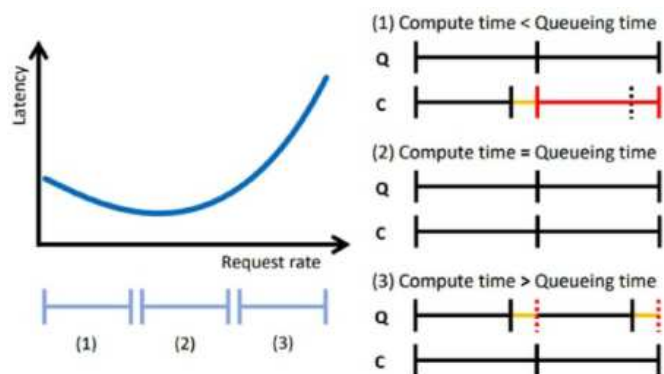 Latency
Request rate
(1)
(2)
(3)
(1) Compute time < Queueing time
Q
C
(2) Compute time = Queueing time
Q
C
(3) Compute time > Queueing time
Q
C